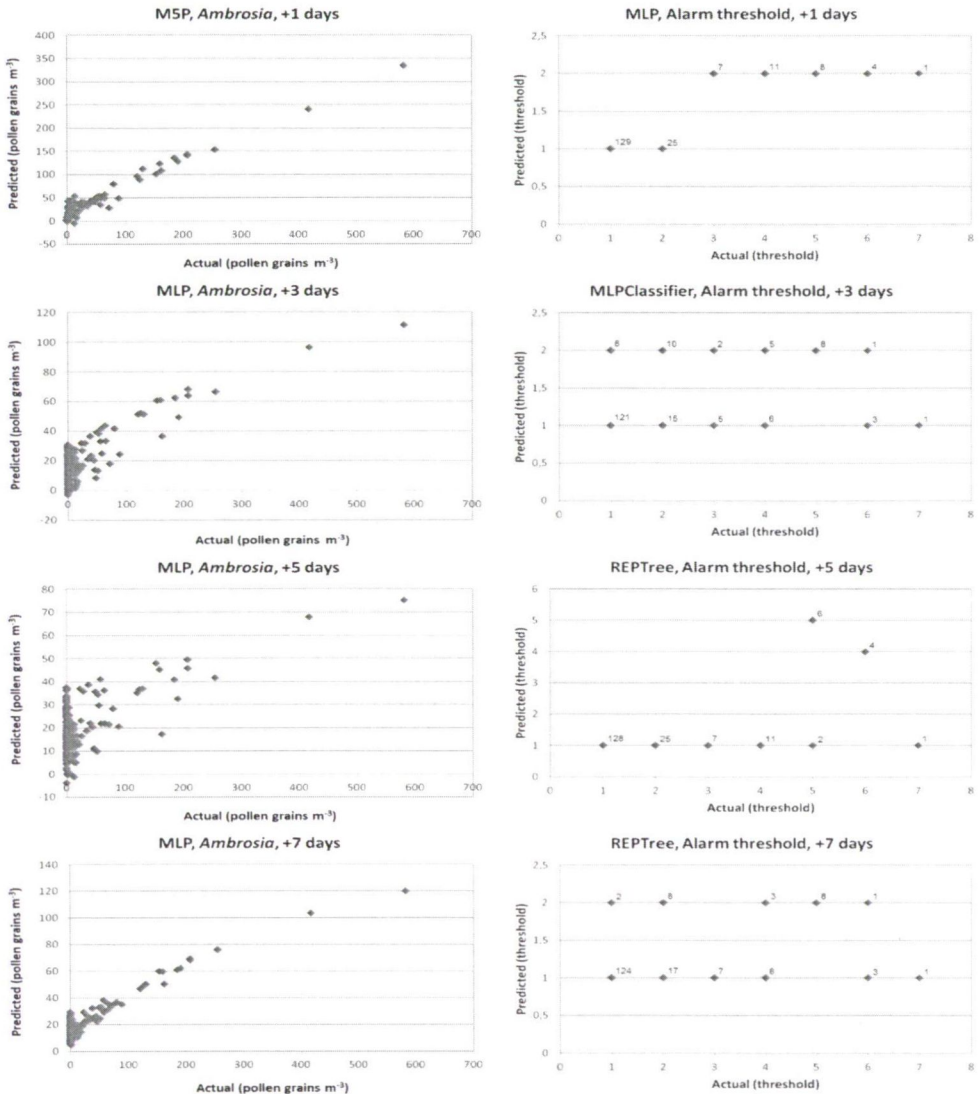 M5P, Ambrosia, +1 days
Predicted (pollen grains m-3)
400
350
300
250
200
150
100
50
0
-50
0 100 200 300 400 500 600 700
Actual (pollen grains m-3)
MLP, Alarm threshold, +1 days
Predicted (threshold)
2,5
2
1,5
1
0,5
0
7 11 8 4 1
129 25
0 1 2 3 4 5 6 7 8
Actual (threshold)
MLP, Ambrosia, +3 days
Predicted (pollen grains m-3)
120
100
80
60
40
20
0
-20
0 100 200 300 400 500 600 700
Actual (pollen grains m-3)
MLPClassifier, Alarm threshold, +3 days
Predicted (threshold)
2,5
2
1,5
1
0,5
0
8 10 2 5 8 1
121 15 5 6 3 1
0 1 2 3 4 5 6 7 8
Actual (threshold)
MLP, Ambrosia, +5 days
Predicted (pollen grains m-3)
80
70
60
50
40
30
20
10
0
10
0 100 200 300 400 500 600 700
Actual (pollen grains m-3)
REPTree, Alarm threshold, +5 days
Predicted (threshold)
6
5
4
3
2
1
0
6
4
128 25 7 11 2 1
0 1 2 3 4 5 6 7 8
Actual (threshold)
MLP, Ambrosia, +7 days
Predicted (pollen grains m-3)
140
120
100
80
60
40
20
0
0 100 200 300 400 500 600 700
Actual (pollen grains m-3)
REPTree, Alarm threshold, +7 days
Predicted (threshold)
2,5
2
1,5
1
0,5
0
2 8 3 8 1
124 17 7 8 3 1
0 1 2 3 4 5 6 7 8
Actual (threshold)